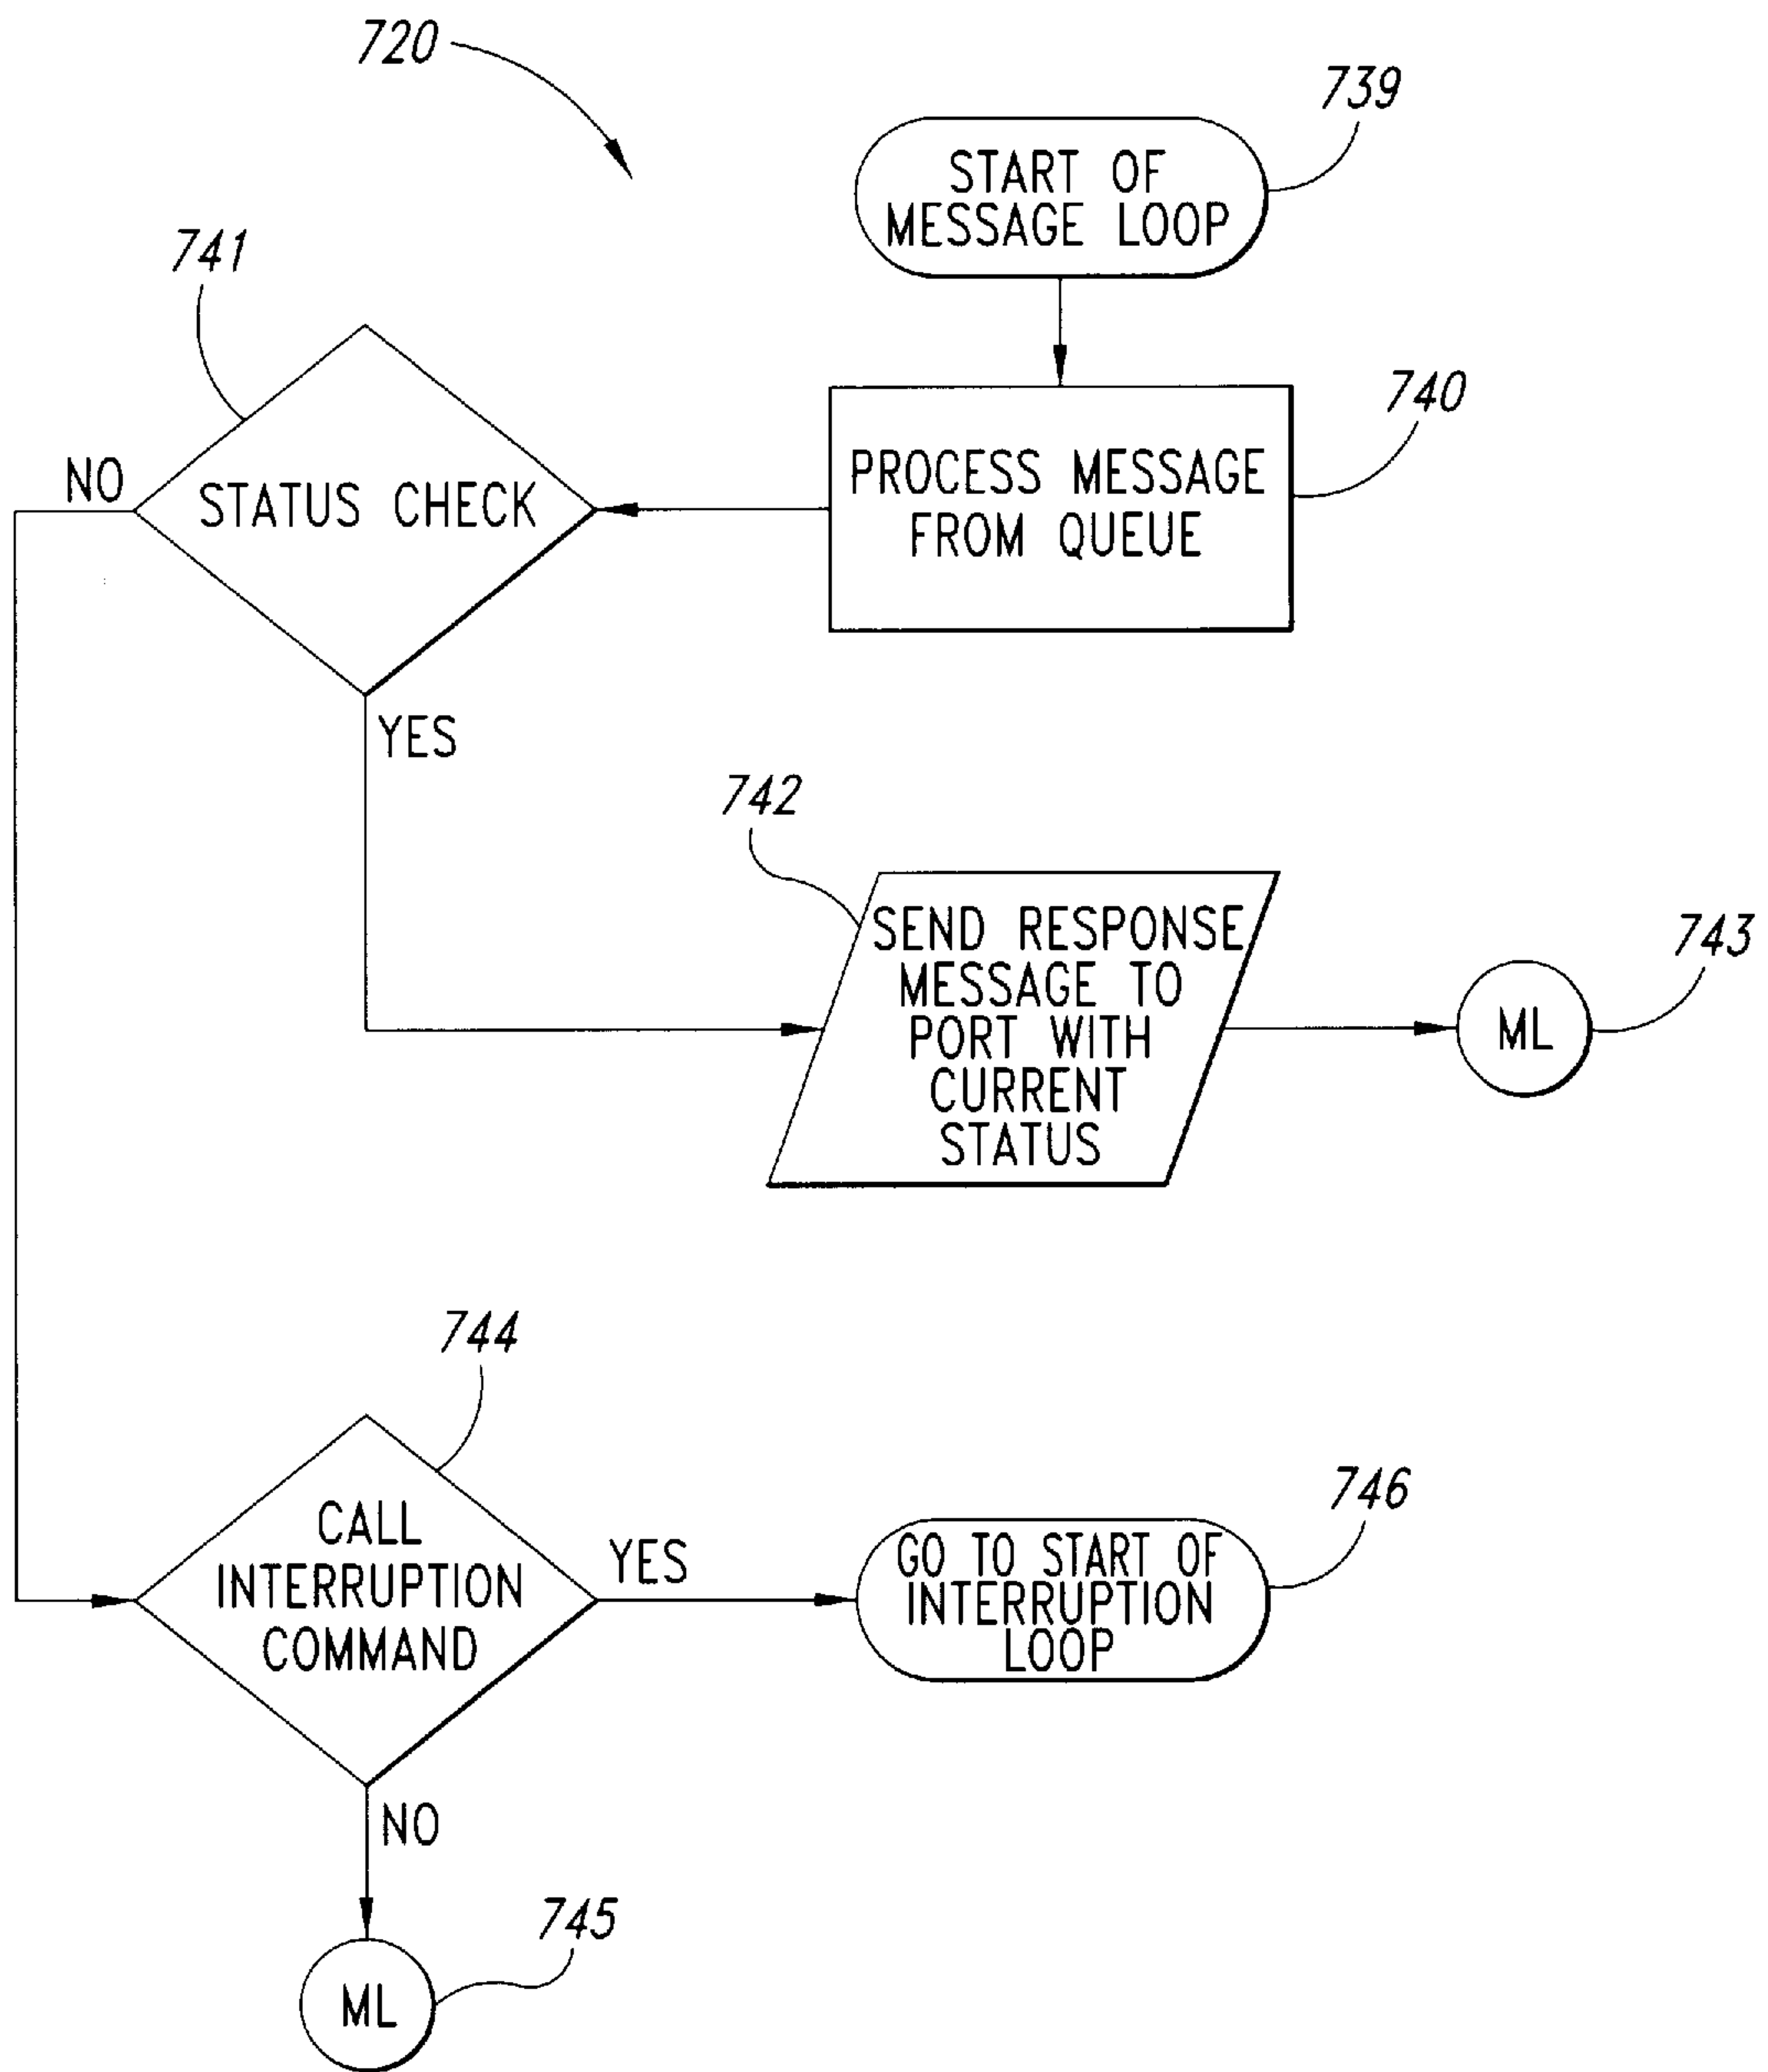 720
739
START OF
MESSAGE LOOP
741
740
NO
STATUS CHECK
PROCESS MESSAGE
FROM QUEUE
YES
742
SEND RESPONSE
MESSAGE TO
PORT WITH
CURRENT
STATUS
743
ML
744
CALL
INTERRUPTION
COMMAND
YES
746
GO TO START OF
INTERRUPTION
LOOP
NO
745
ML